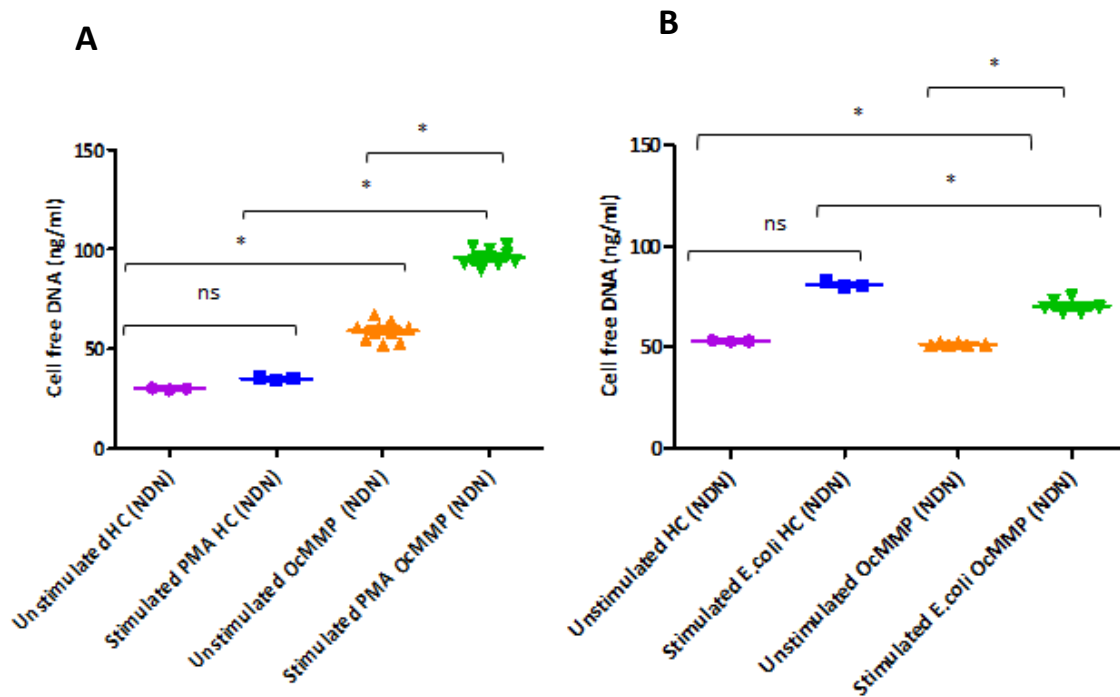 A
*
*
*
ns
150
100
50
0
Cell free DNA (ng/ml)
Unstimulated HC (NDN)
Stimulated PMA HC (NDN)
Unstimulated OcMMP (NDN)
Stimulated PMA OcMMP (NDN)
B
*
*
*
ns
150
100
50
0
Cell free DNA (ng/ml)
Unstimulated HC (NDN)
Stimulated E.coli HC (NDN)
Unstimulated OcMMP (NDN)
Stimulated E.coli OcMMP (NDN)